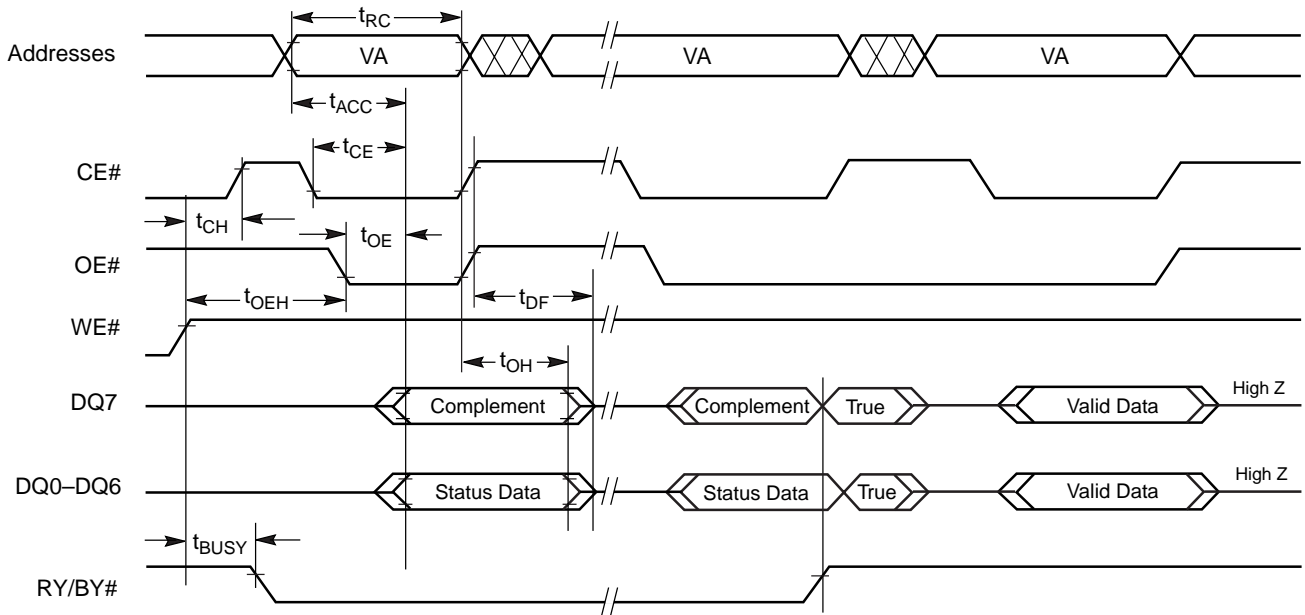 tRC
Addresses VA VA VA
tACC
tCE
CE#
tCH
tOE
OE#
tOEH
tDF
WE#
tOH
DQ7 Complement Complement True Valid Data High Z
DQ0–DQ6 Status Data Status Data True Valid Data High Z
tBUSY
RY/BY#